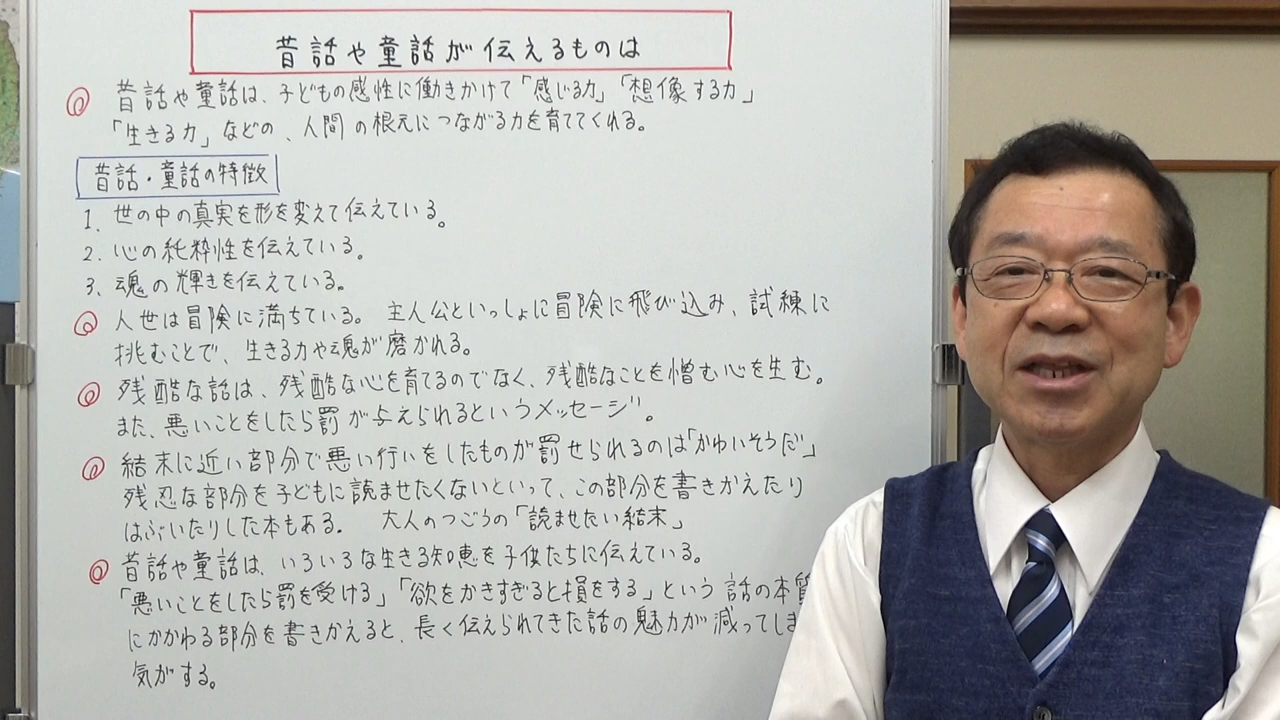 昔話や童話が伝えるものは
◎ 昔話や童話は、子どもの感性に働きかけて「感じる力」「想像する力」
「生きる力」などの、人間の根元につながる力を育ててくれる。
昔話・童話の特徴
1. 世の中の真実を形を変えて伝えている。
2. 心の純粋性を伝えている。
3. 魂の輝きを伝えている。
◎ 人世は冒険に満ちている。 主人公といっしょに冒険に飛び込み、試練に
挑むことで、生きる力や魂が磨かれる。
◎ 残酷な話は、残酷な心を育てるのでなく、残酷なことを憎む心を生む。
また、悪いことをしたら罰が与えられるというメッセージ。
◎ 結末に近い部分で悪い行いをしたものが罰せられるのは「かわいそうだ」
残忍な部分を子どもに読ませたくないといって、この部分を書きかえたり
はぶいたりした本もある。 大人のつごうの「読ませたい結末」
◎ 昔話や童話は、いろいろな生きる知恵を子供たちに伝えている。
「悪いことをしたら罰を受ける」「欲をかきすぎると損をする」という話の本質
にかかわる部分を書きかえると、長く伝えられてきた話の魅力が減ってしま
気がする。